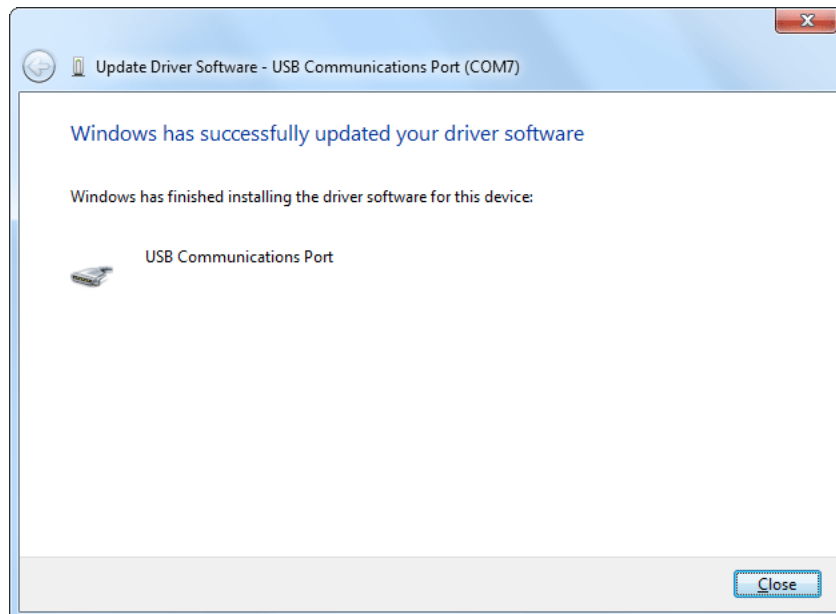 Update Driver Software - USB Communications Port (COM7)
Windows has successfully updated your driver software
Windows has finished installing the driver software for this device:
USB Communications Port
Close